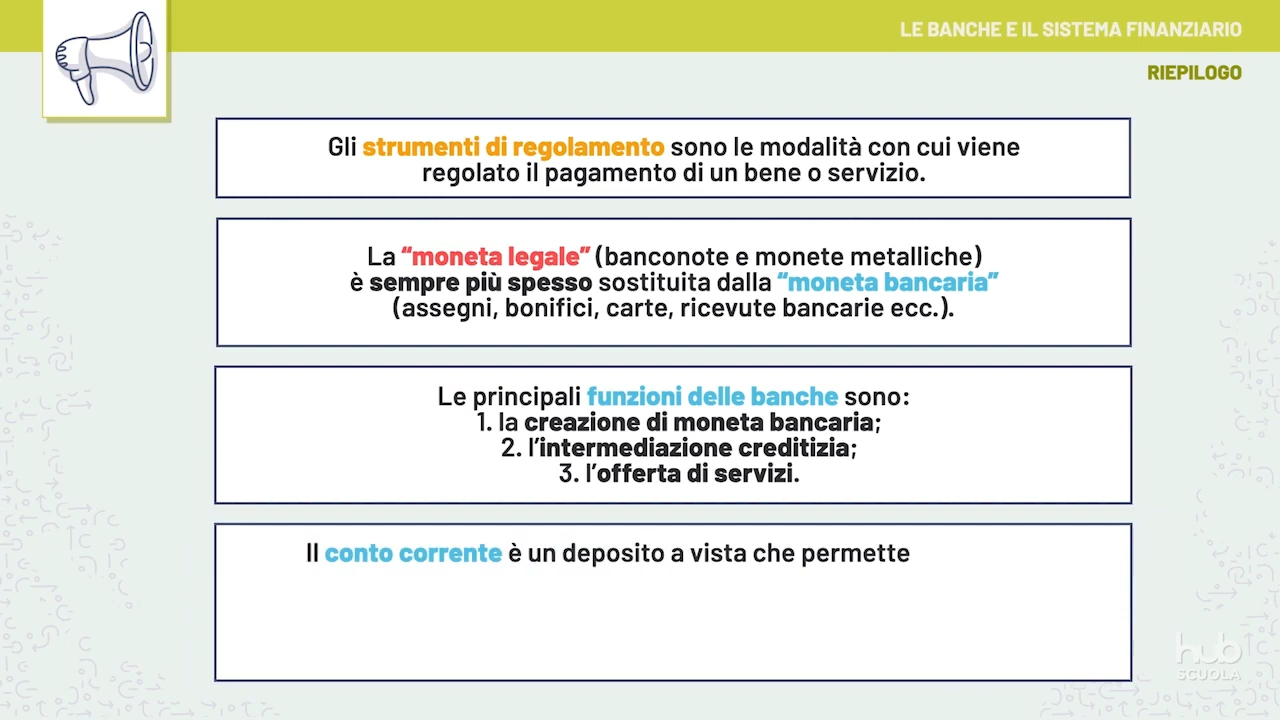 LE BANCHE E IL SISTEMA FINANZIARIO
RIEPILOGO
Gli strumenti di regolamento sono le modalità con cui viene
regolato il pagamento di un bene o servizio.
La “moneta legale” (banconote e monete metalliche)
è sempre più spesso sostituita dalla “moneta bancaria”
(assegni, bonifici, carte, ricevute bancarie ecc.).
Le principali funzioni delle banche sono:
1. la creazione di moneta bancaria;
2. l’intermediazione creditizia;
3. l’offerta di servizi.
Il conto corrente è un deposito a vista che permette
hub
SCUOLA